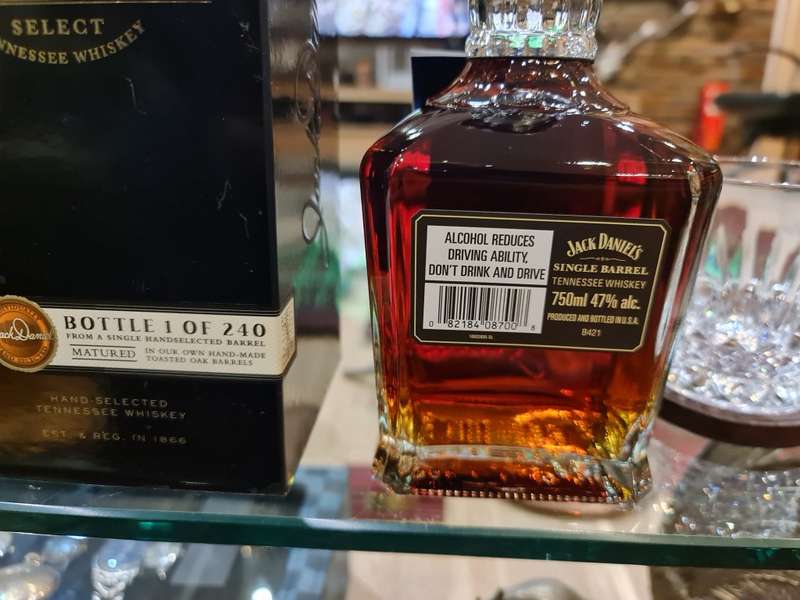 SELECT
TENNESSEE WHISKEY
Jack Daniel
BOTTLE 1 OF 240
FROM A SINGLE HANDSELECTED BARREL
MATURED IN OUR OWN HAND-MADE
TOASTED OAK BARRELS
HAND-SELECTED
TENNESSEE WHISKEY
EST. & REG. IN 1866
ALCOHOL REDUCES
DRIVING ABILITY,
DON'T DRINK AND DRIVE
0 82184 08700 8
JACK DANIEL'S
SINGLE BARREL
TENNESSEE WHISKEY
750ml 47% alc.
PRODUCED AND BOTTLED IN U.S.A.
B421